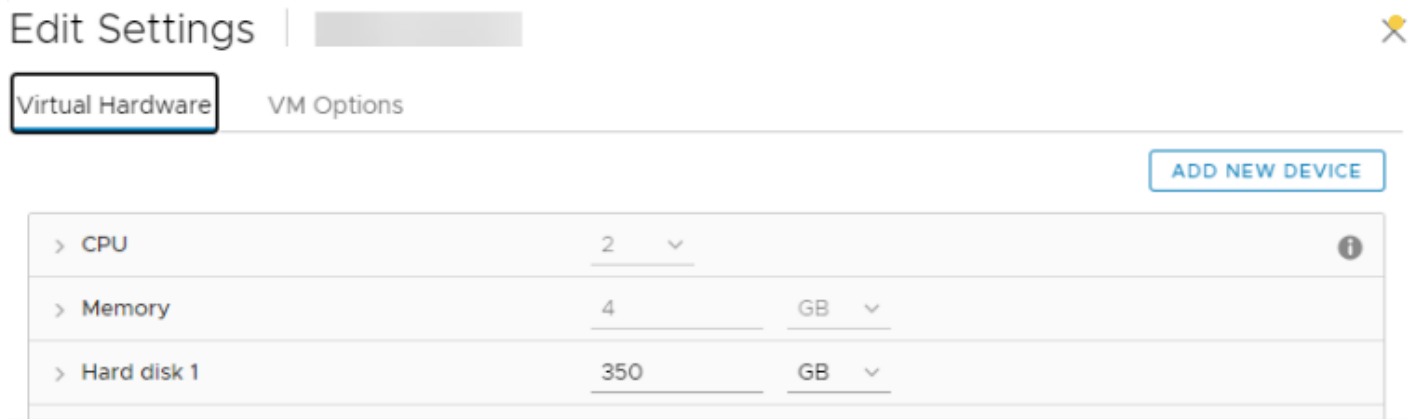 Edit Settings
Virtual Hardware VM Options
ADD NEW DEVICE
CPU 2
Memory 4 GB
Hard disk 1 350 GB